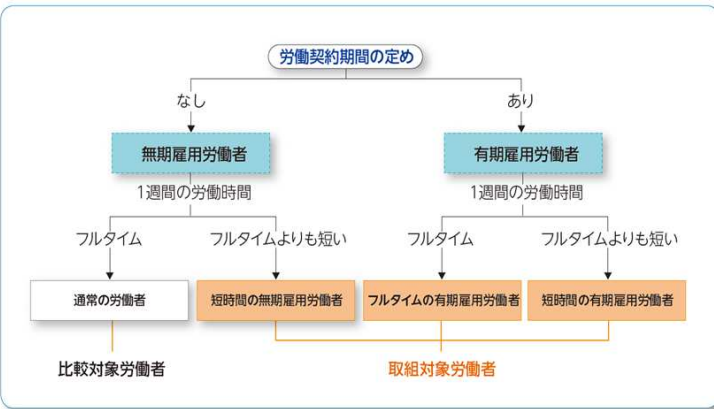 労働契約期間の定め
なし
あり
無期雇用労働者
有期雇用労働者
1週間の労働時間
1週間の労働時間
フルタイム
フルタイムよりも短い
フルタイム
フルタイムよりも短い
通常の労働者
短時間の無期雇用労働者
フルタイムの有期雇用労働者
短時間の有期雇用労働者
比較対象労働者
取組対象労働者